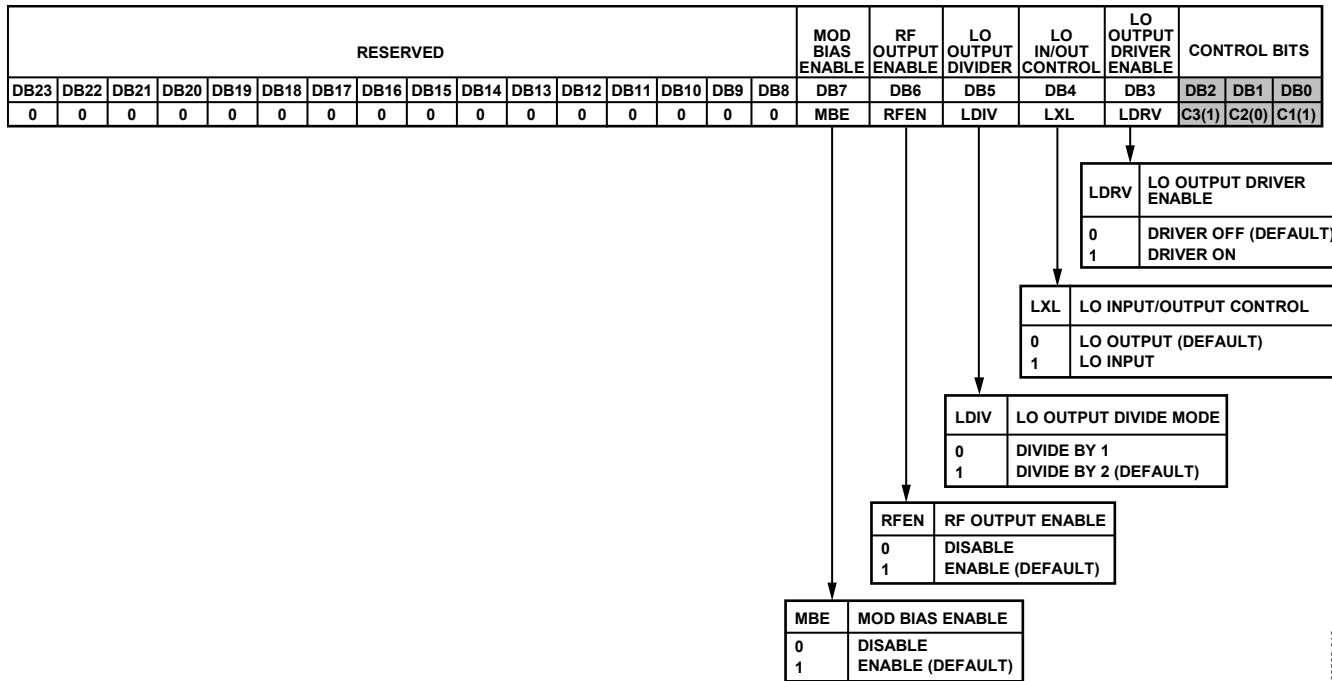 RESERVED
MOD BIAS ENABLE
RF OUTPUT ENABLE
LO OUTPUT DIVIDER
LO IN/OUT CONTROL
LO OUTPUT DRIVER ENABLE
CONTROL BITS
DB23 DB22 DB21 DB20 DB19 DB18 DB17 DB16 DB15 DB14 DB13 DB12 DB11 DB10 DB9 DB8 DB7 DB6 DB5 DB4 DB3 DB2 DB1 DB0
0 0 0 0 0 0 0 0 0 0 0 0 0 0 0 0 MBE RFEN LDIV LXL LDRV C3(1) C2(0) C1(1)
LDRV LO OUTPUT DRIVER ENABLE
0 DRIVER OFF (DEFAULT)
1 DRIVER ON
LXL LO INPUT/OUTPUT CONTROL
0 LO OUTPUT (DEFAULT)
1 LO INPUT
LDIV LO OUTPUT DIVIDE MODE
0 DIVIDE BY 1
1 DIVIDE BY 2 (DEFAULT)
RFEN RF OUTPUT ENABLE
0 DISABLE
1 ENABLE (DEFAULT)
MBE MOD BIAS ENABLE
0 DISABLE
1 ENABLE (DEFAULT)